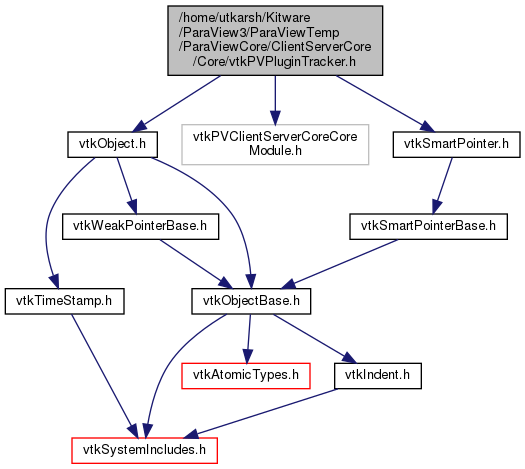 /home/utkarsh/Kitware
/ParaView3/ParaViewTemp
/ParaViewCore/ClientServerCore
/Core/vtkPVPluginTracker.h
vtkObject.h
vtkPVClientServerCoreCore
Module.h
vtkSmartPointer.h
vtkWeakPointerBase.h
vtkSmartPointerBase.h
vtkTimeStamp.h
vtkObjectBase.h
vtkAtomicTypes.h
vtkIndent.h
vtkSystemIncludes.h